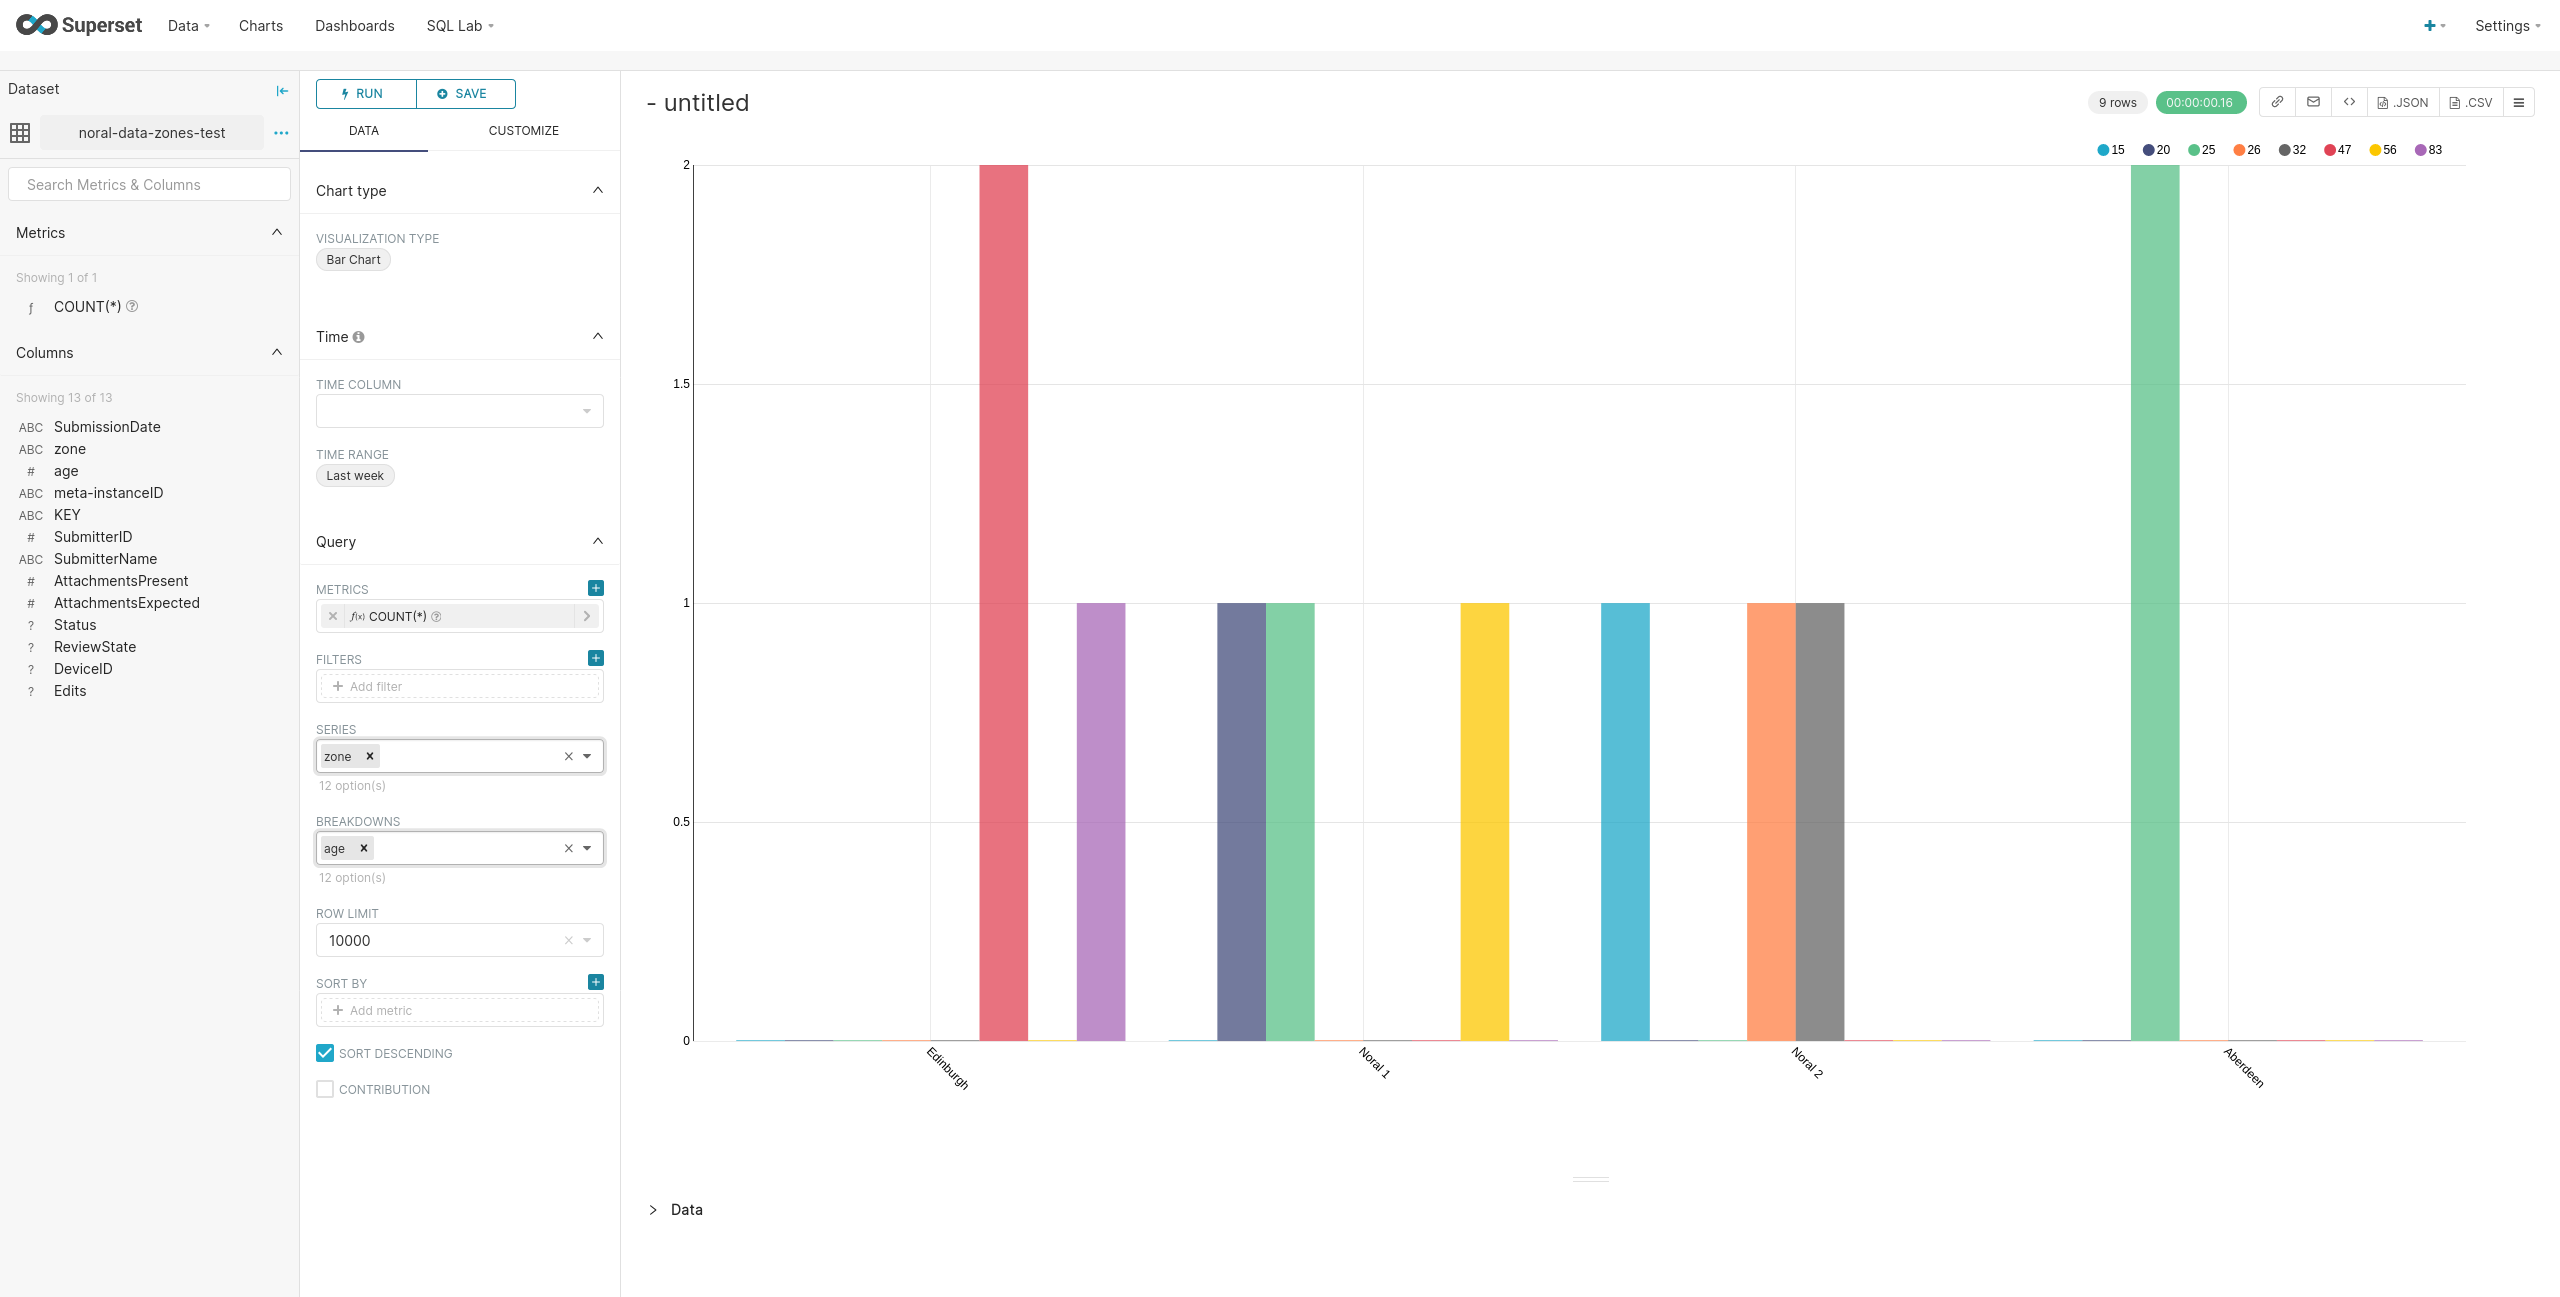 Superset Data Charts Dashboards SQL Lab + Settings
Dataset
noral-data-zones-test
Search Metrics & Columns
Metrics
Showing 1 of 1
ƒ COUNT(*) ?
Columns
Showing 13 of 13
ABC SubmissionDate
ABC zone
# age
ABC meta-instanceID
ABC KEY
# SubmitterID
ABC SubmitterName
# AttachmentsPresent
# AttachmentsExpected
? Status
? ReviewState
? DeviceID
? Edits
RUN SAVE
DATA CUSTOMIZE
Chart type
VISUALIZATION TYPE
Bar Chart
Time
TIME COLUMN
TIME RANGE
Last week
Query
METRICS
ƒ(x) COUNT(*) ?
FILTERS
+ Add filter
SERIES
zone
12 option(s)
BREAKDOWNS
age
12 option(s)
ROW LIMIT
10000
SORT BY
+ Add metric
SORT DESCENDING
CONTRIBUTION
- untitled
9 rows 00:00:00.16 .JSON .CSV
15 20 25 26 32 47 56 83
2
1.5
1
0.5
0
Edinburgh Noral 1 Noral 2 Aberdeen
Data